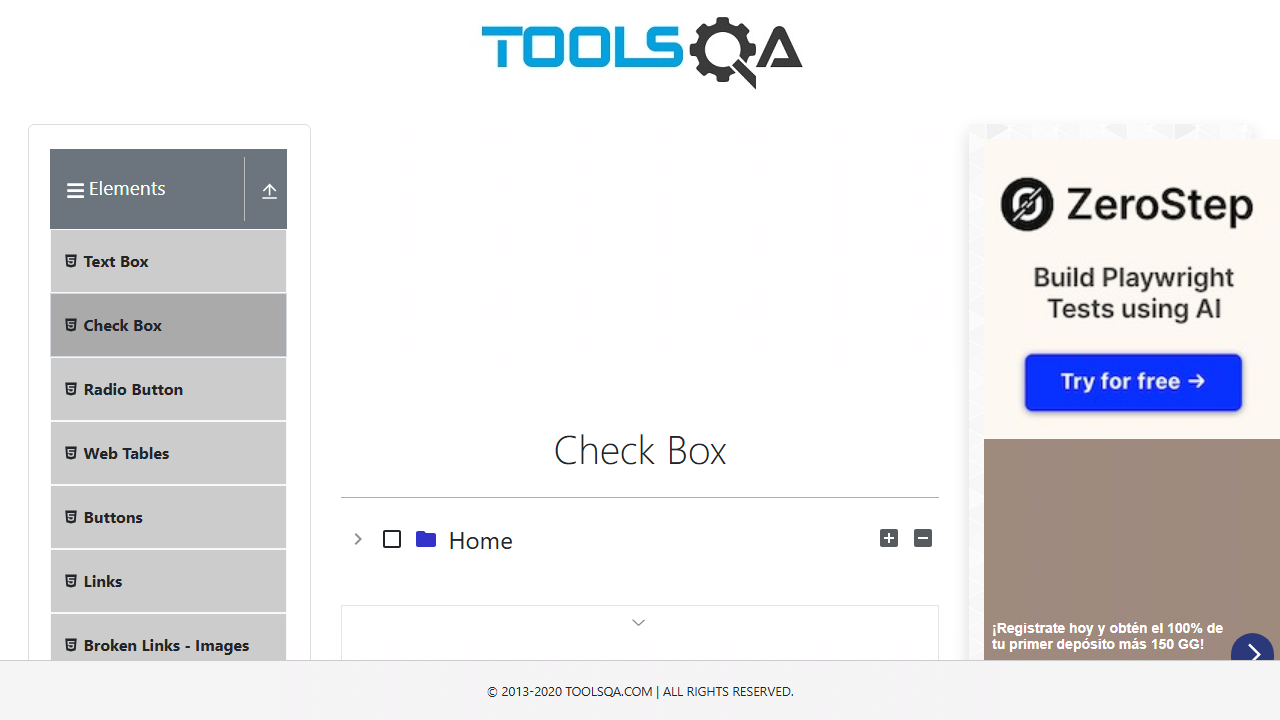 TOOLSQA
Elements
Text Box
Check Box
Radio Button
Web Tables
Buttons
Links
Broken Links - Images
Check Box
Home
ZeroStep
Build Playwright
Tests using AI
Try for free →
¡Registrate hoy y obtén el 100% de
tu primer depósito más 150 GG!
© 2013-2020 TOOLSQA.COM | ALL RIGHTS RESERVED.